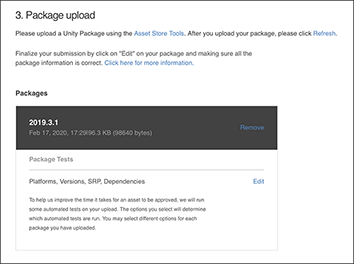 3. Package upload
Please upload a Unity Package using the Asset Store Tools. After you upload your package, please click Refresh.
Finalize your submission by click on "Edit" on your package and making sure all the
package information is correct. Click here for more information.
Packages
2019.3.1
Feb 17, 2020, 17:29|96.3 KB (98640 bytes)
Remove
Package Tests
Platforms, Versions, SRP, Dependencies
Edit
To help us improve the time it takes for an asset to be approved, we will run
some automated tests on your upload. The options you select will determine
which automated tests are run. You may select different options for each
package you have uploaded.